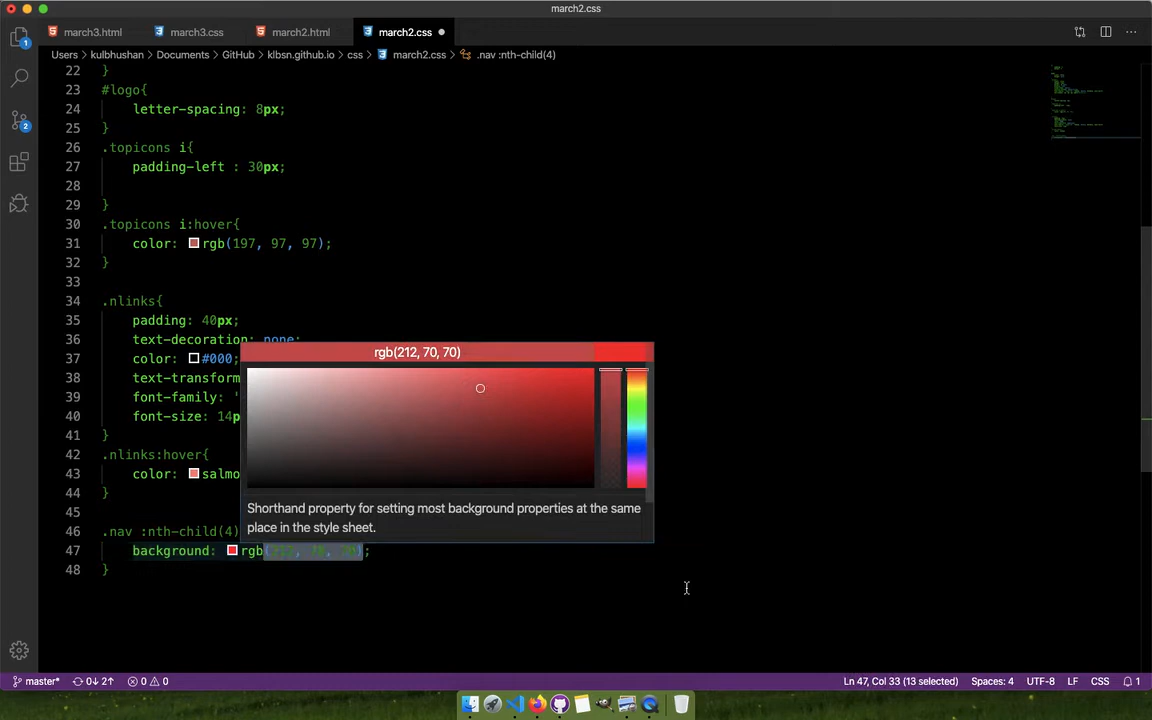 march2.css
march3.html
march3.css
march2.html
march2.css
Users › kulbhushan › Documents › GitHub › klbsn.github.io › css › march2.css › .nav :nth-child(4)
22 }
23 #logo{
24 letter-spacing: 8px;
25 }
26 .topicons i{
27 padding-left : 30px;
28
29 }
30 .topicons i:hover{
31 color: rgb(197, 97, 97);
32 }
33
34 .nlinks{
35 padding: 40px;
36 text-decoration: none;
37 color: #000;
38 text-transform
39 font-family: '
40 font-size: 14p
41 }
42 .nlinks:hover{
43 color: salmo
44 }
45
46 .nav :nth-child(4)
47 background: rgb(212, 70, 70);
48 }
rgb(212, 70, 70)
Shorthand property for setting most background properties at the same
place in the style sheet.
1
2
master* 0↓ 2↑ 0 0
Ln 47, Col 33 (13 selected) Spaces: 4 UTF-8 LF CSS 1